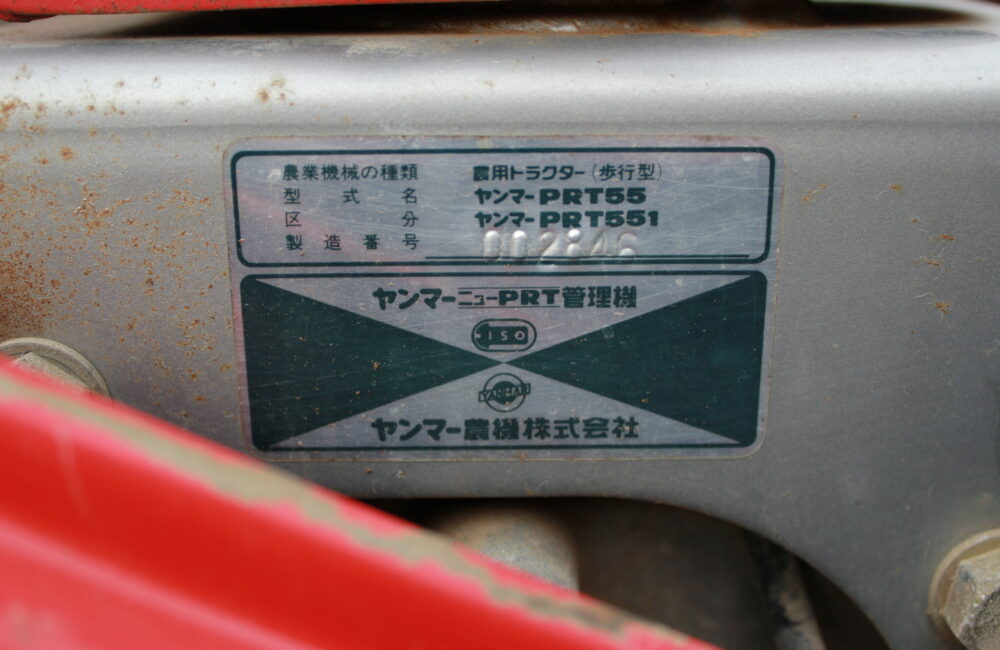 農業機械の種類 農用トラクター(歩行型)
型式名 ヤンマーPRT55
区分 ヤンマーPRT551
製造番号 002846
ヤンマーニューPRT管理機
ISO
YANMAR
ヤンマー農機株式会社